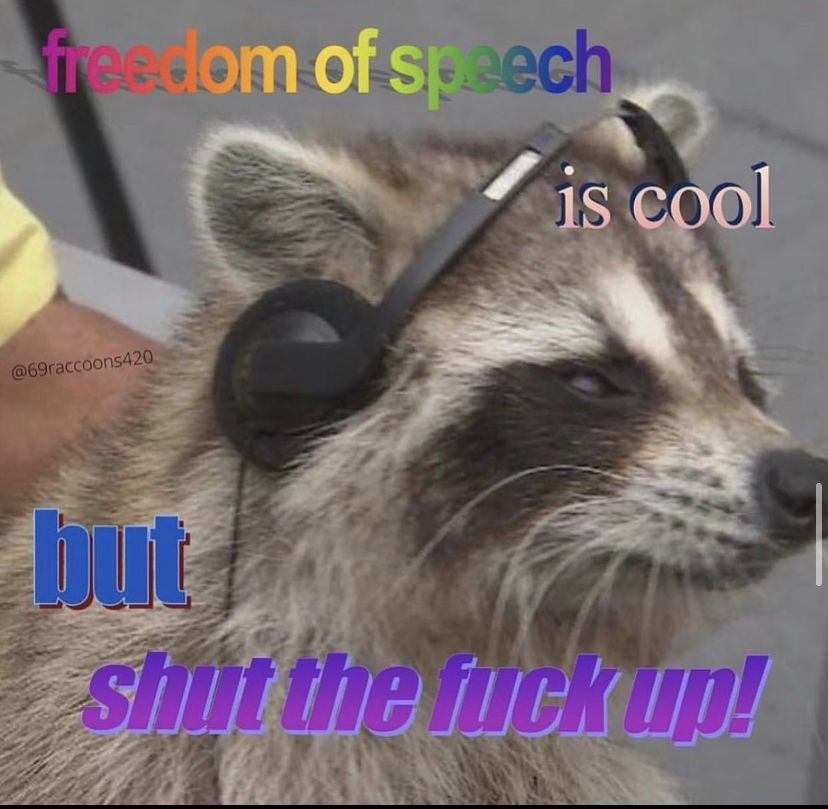 freedom of speech
is cool
@69raccoons420
but
shut the fuck up!